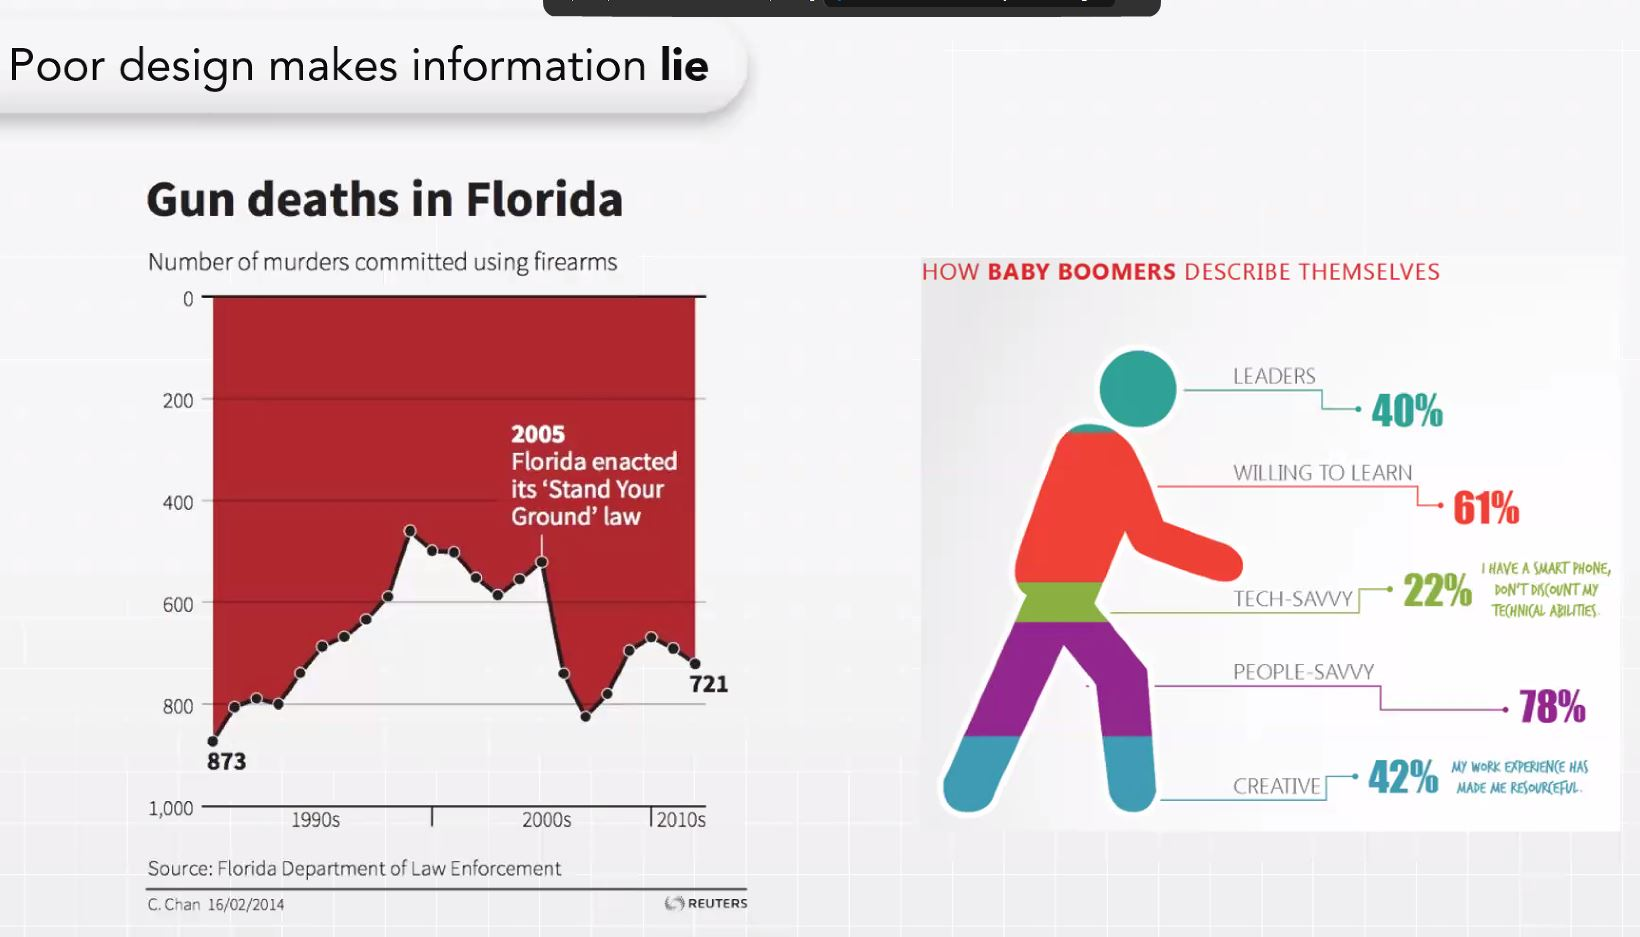 Poor design makes information lie
Gun deaths in Florida
Number of murders committed using firearms
0
200
400
600
800
1,000
2005
Florida enacted
its ‘Stand Your
Ground’ law
873
721
1990s
2000s
2010s
Source: Florida Department of Law Enforcement
C. Chan 16/02/2014
REUTERS
HOW BABY BOOMERS DESCRIBE THEMSELVES
LEADERS
40%
WILLING TO LEARN
61%
TECH-SAVVY
22%
I HAVE A SMART PHONE,
DON'T DISCOUNT MY
TECHNICAL ABILITIES.
PEOPLE-SAVVY
78%
CREATIVE
42%
MY WORK EXPERIENCE HAS
MADE ME RESOURCEFUL.